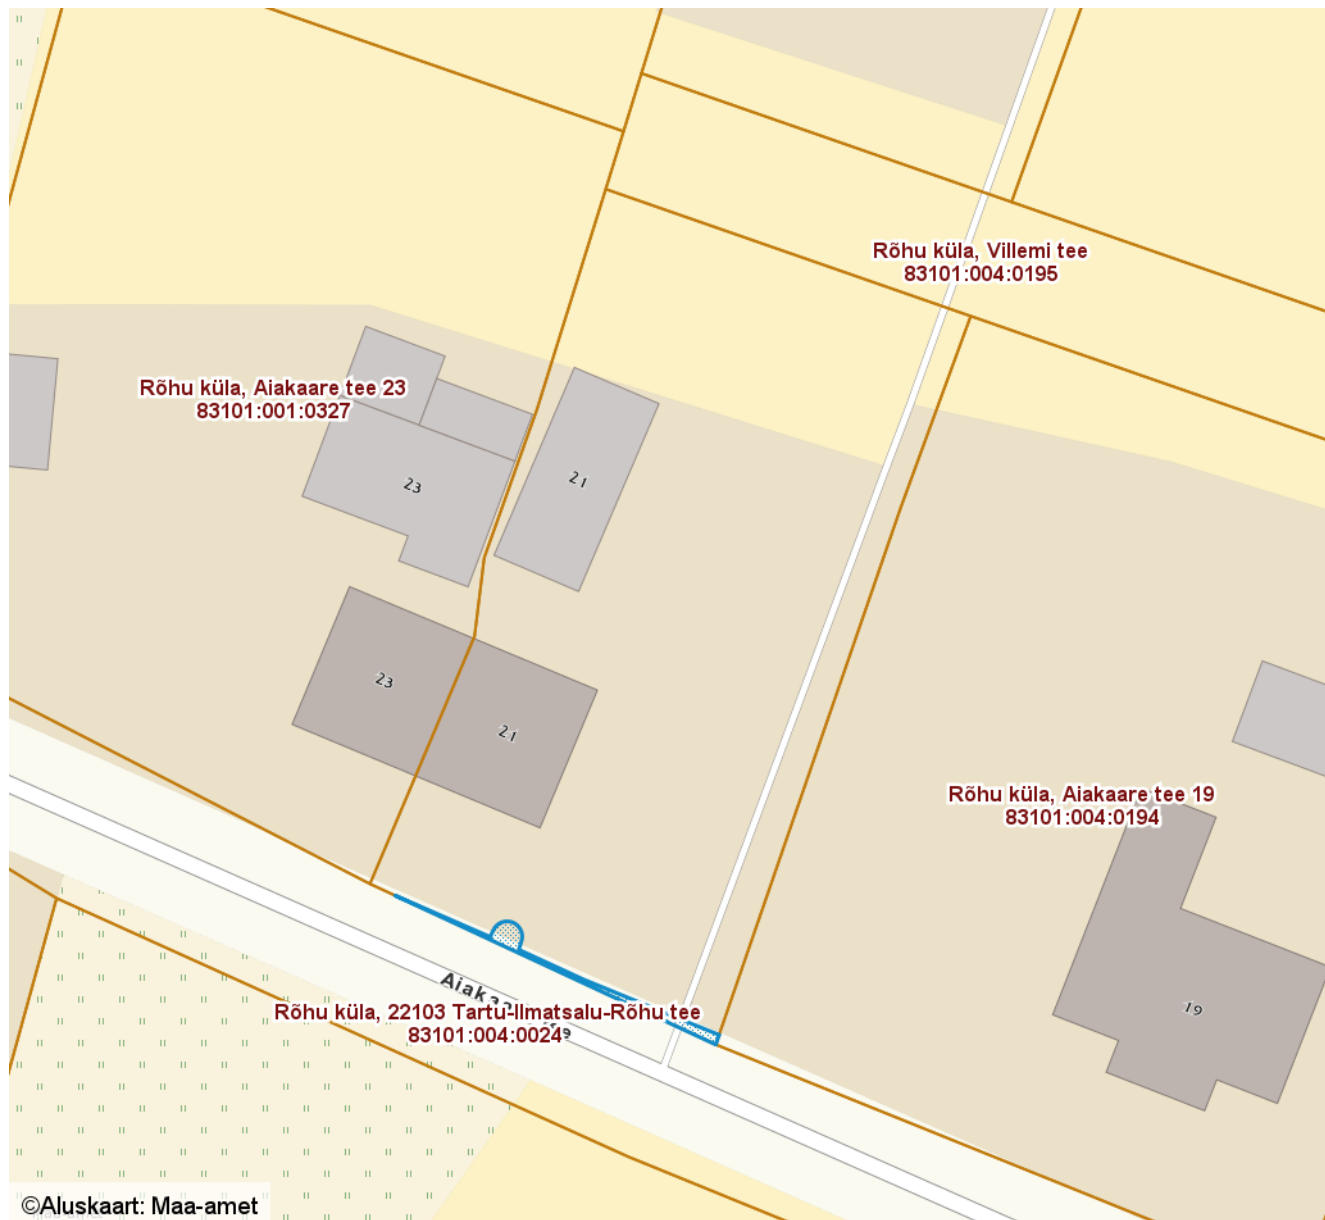 Rõhu küla, Villemi tee
83101:004:0195
Rõhu küla, Aiakaare tee 23
83101:001:0327
23
21
23
21
Rõhu küla, Aiakaare tee 19
83101:004:0194
19
Rõhu küla, 22103 Tartu-Ilmatsalu-Rõhu tee
83101:004:0024
©Aluskaart: Maa-amet